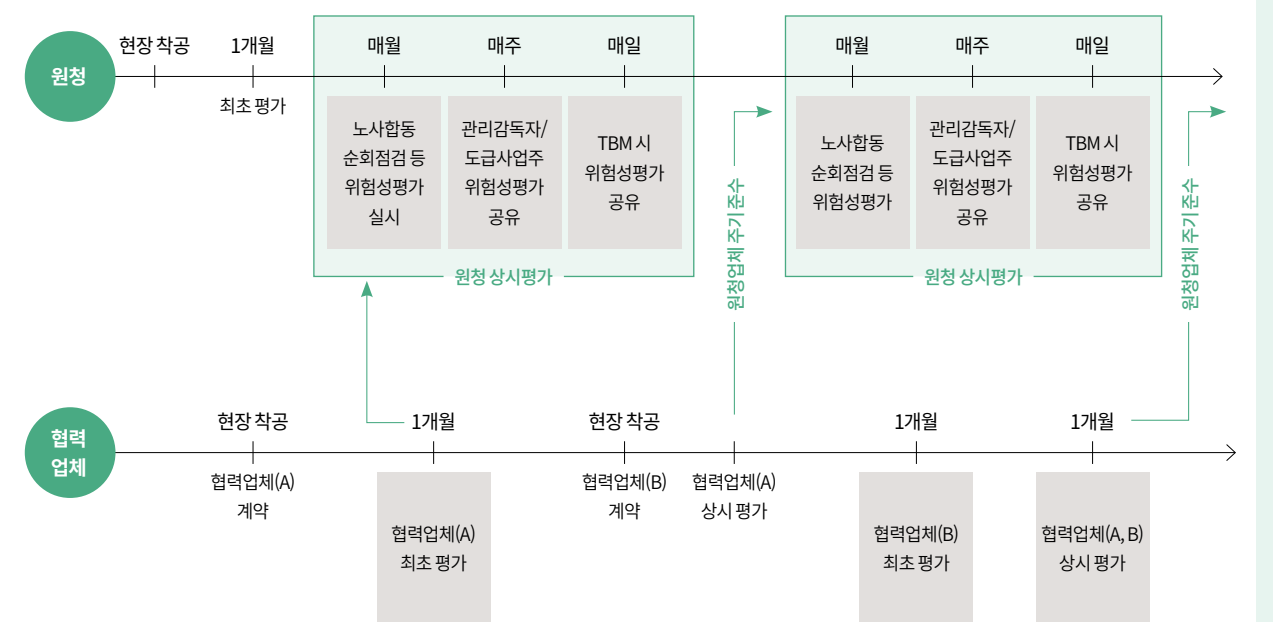 원청
현장 착공
1개월
최초 평가
매월
매주
매일
노사합동
순회점검 등
위험성평가
실시
관리감독자/
도급사업주
위험성평가
공유
TBM 시
위험성평가
공유
원청 상시평가
원청업체 주기 준수
매월
매주
매일
노사합동
순회점검 등
위험성평가
관리감독자/
도급사업주
위험성평가
공유
TBM 시
위험성평가
공유
원청 상시평가
원청업체 주기 준수
협력
업체
현장 착공
협력업체(A)
계약
1개월
협력업체(A)
최초 평가
현장 착공
협력업체(B)
계약
협력업체(A)
상시 평가
1개월
협력업체(B)
최초 평가
1개월
협력업체(A, B)
상시 평가